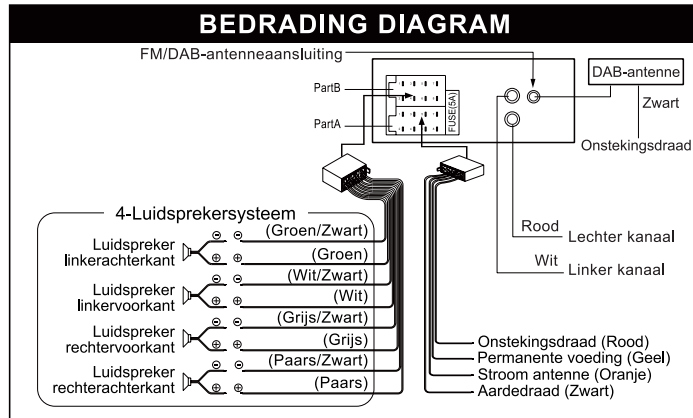 BEDRADING DIAGRAM
FM/DAB-antenneaansluiting
PartB
PartA
FUSE(5A)
DAB-antenne
Zwart
Onstekingsdraad
Rood
Lechter kanaal
Wit
Linker kanaal
4-Luidsprekersysteem
Luidspreker
linkerachterkant
(Groen/Zwart)
(Groen)
Luidspreker
linkervoorkant
(Wit/Zwart)
(Wit)
Luidspreker
rechtervoorkant
(Grijs/Zwart)
(Grijs)
Luidspreker
rechterachterkant
(Paars/Zwart)
(Paars)
Onstekingsdraad (Rood)
Permanente voeding (Geel)
Stroom antenne (Oranje)
Aardedraad (Zwart)